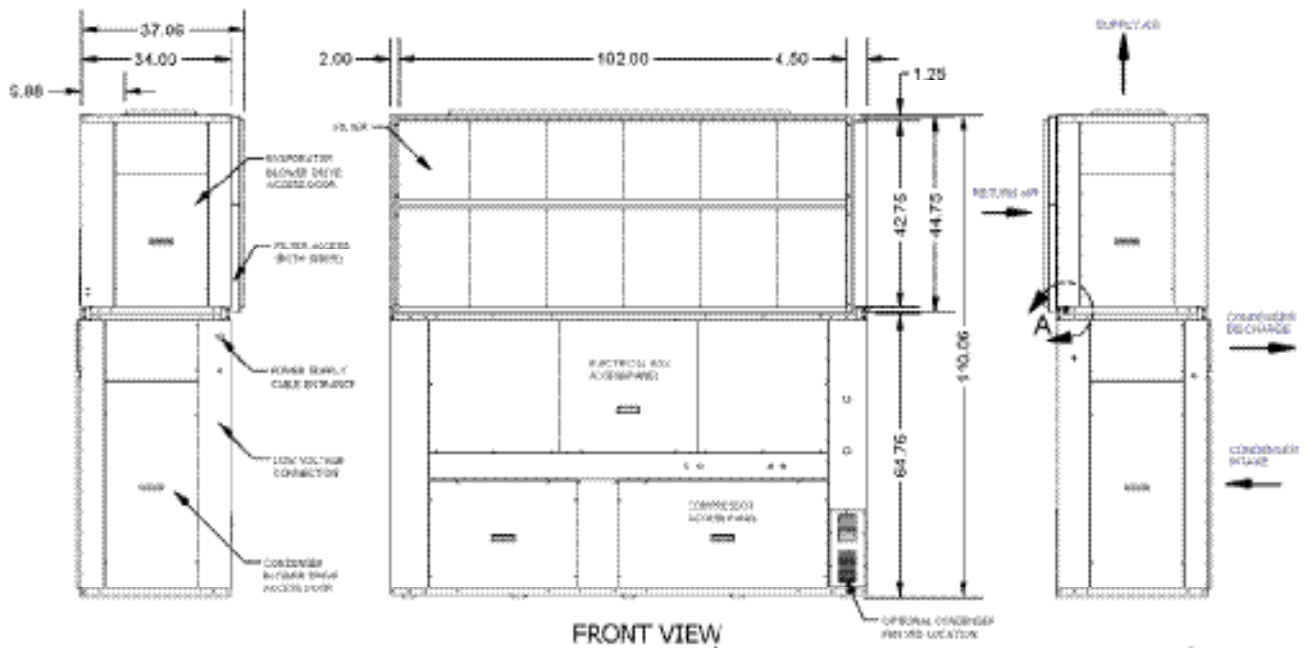 37.06
34.00
2.00
102.00
4.50
SUPPLY AIR
1.25
FILTER
EVAPORATOR
BLOWER DRIVE
ACCESS DOOR
RETURN AIR
42.75
44.75
FILTER ACCESS
(BOTH SIDES)
A
CONDENSER
DISCHARGE
ELECTRICAL BOX
ACCESS PANEL
POWER SUPPLY
CABLE ENTRANCE
110.06
64.76
LOW VOLTAGE
CONNECTION
CONDENSER
INTAKE
COMPRESSOR
ACCESS PANEL
CONDENSER
BLOWER DRIVE
ACCESS DOOR
OPTIONAL CONDENSER
LOCATION
FRONT VIEW